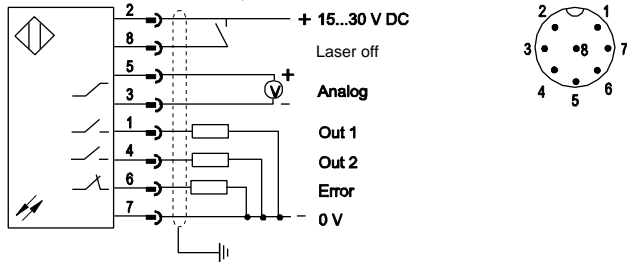 2 + 15...30 V DC
8 Laser off
5 + V Analog
3 −
1 Out 1
4 Out 2
6 Error
7 − 0 V
2 1
3 8 7
4 6
5